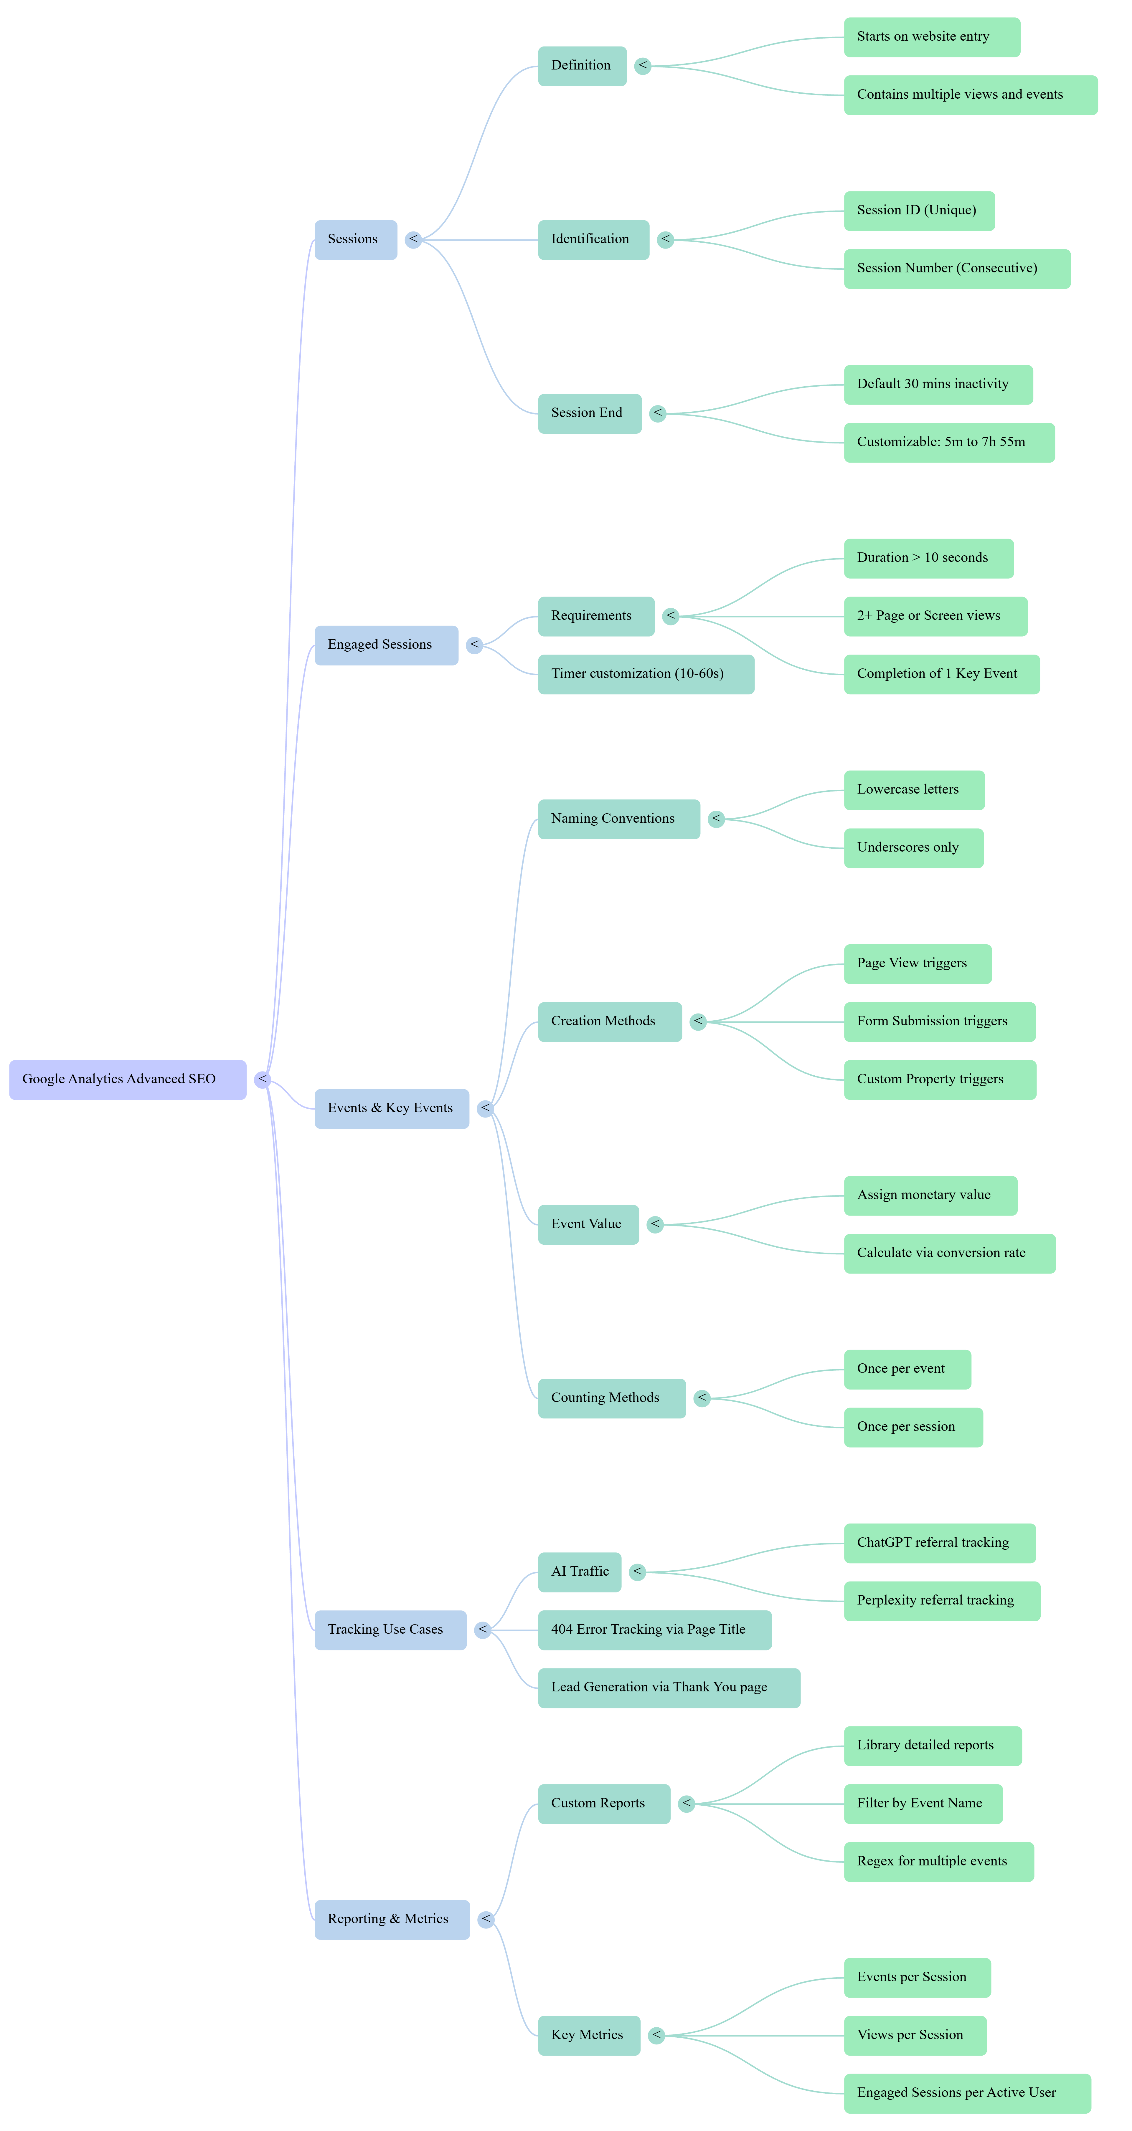 Google Analytics Advanced SEO
<
Sessions
<
Definition
<
Starts on website entry
Contains multiple views and events
Identification
<
Session ID (Unique)
Session Number (Consecutive)
Session End
<
Default 30 mins inactivity
Customizable: 5m to 7h 55m
Engaged Sessions
<
Requirements
<
Duration > 10 seconds
2+ Page or Screen views
Completion of 1 Key Event
Timer customization (10-60s)
Events & Key Events
<
Naming Conventions
<
Lowercase letters
Underscores only
Creation Methods
<
Page View triggers
Form Submission triggers
Custom Property triggers
Event Value
<
Assign monetary value
Calculate via conversion rate
Counting Methods
<
Once per event
Once per session
Tracking Use Cases
<
AI Traffic
<
ChatGPT referral tracking
Perplexity referral tracking
404 Error Tracking via Page Title
Lead Generation via Thank You page
Reporting & Metrics
<
Custom Reports
<
Library detailed reports
Filter by Event Name
Regex for multiple events
Key Metrics
<
Events per Session
Views per Session
Engaged Sessions per Active User